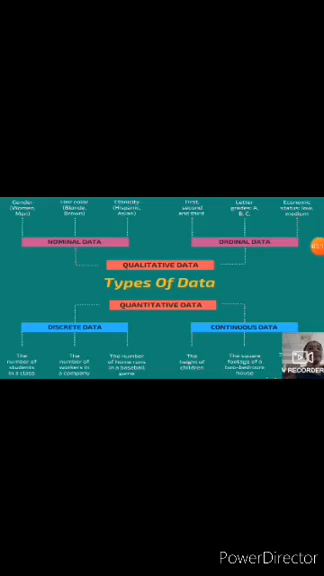 Gender
(Women,
Man)
Hair color
(Blonde,
Brown)
Ethnicity
(Hispanic,
Asian)
First,
second
and third
Letter
grades: A,
B, C,
Economic
status: low,
medium
NOMINAL DATA
ORDINAL DATA
QUALITATIVE DATA
Types Of Data
QUANTITATIVE DATA
DISCRETE DATA
CONTINUOUS DATA
The
number of
students
in a class
The
number of
workers in
a company
The number
of home runs
in a baseball
game
The
height of
children
The square
footage of a
two-bedroom
house
V RECORDER
PowerDirector